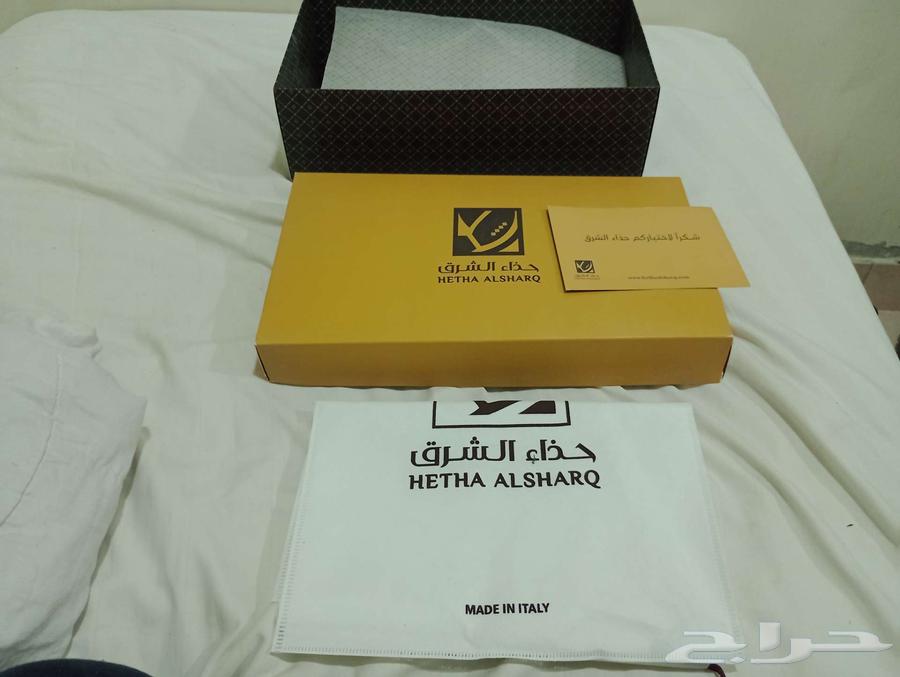 حذاء الشرق
HETHA ALSHARQ
شكراً لاختياركم حذاء الشرق
حذاء الشرق
HETHA ALSHARQ
MADE IN ITALY
حراج